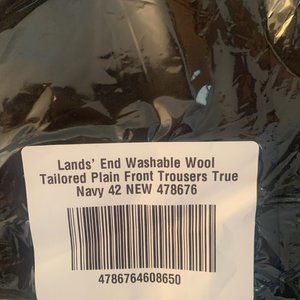 Lands' End Washable Wool
Tailored Plain Front Trousers True
Navy 42 NEW 478676
4786764608650